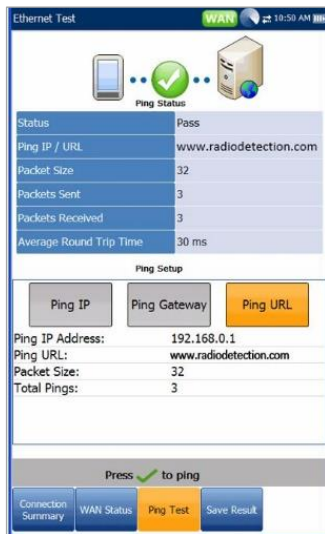 Ethernet Test WAN 10:50 AM
Ping Status
Status Pass
Ping IP / URL www.radiodetection.com
Packet Size 32
Packets Sent 3
Packets Received 3
Average Round Trip Time 30 ms
Ping Setup
Ping IP Ping Gateway Ping URL
Ping IP Address: 192.168.0.1
Ping URL: www.radiodetection.com
Packet Size: 32
Total Pings: 3
Press to ping
Connection Summary WAN Status Ping Test Save Result